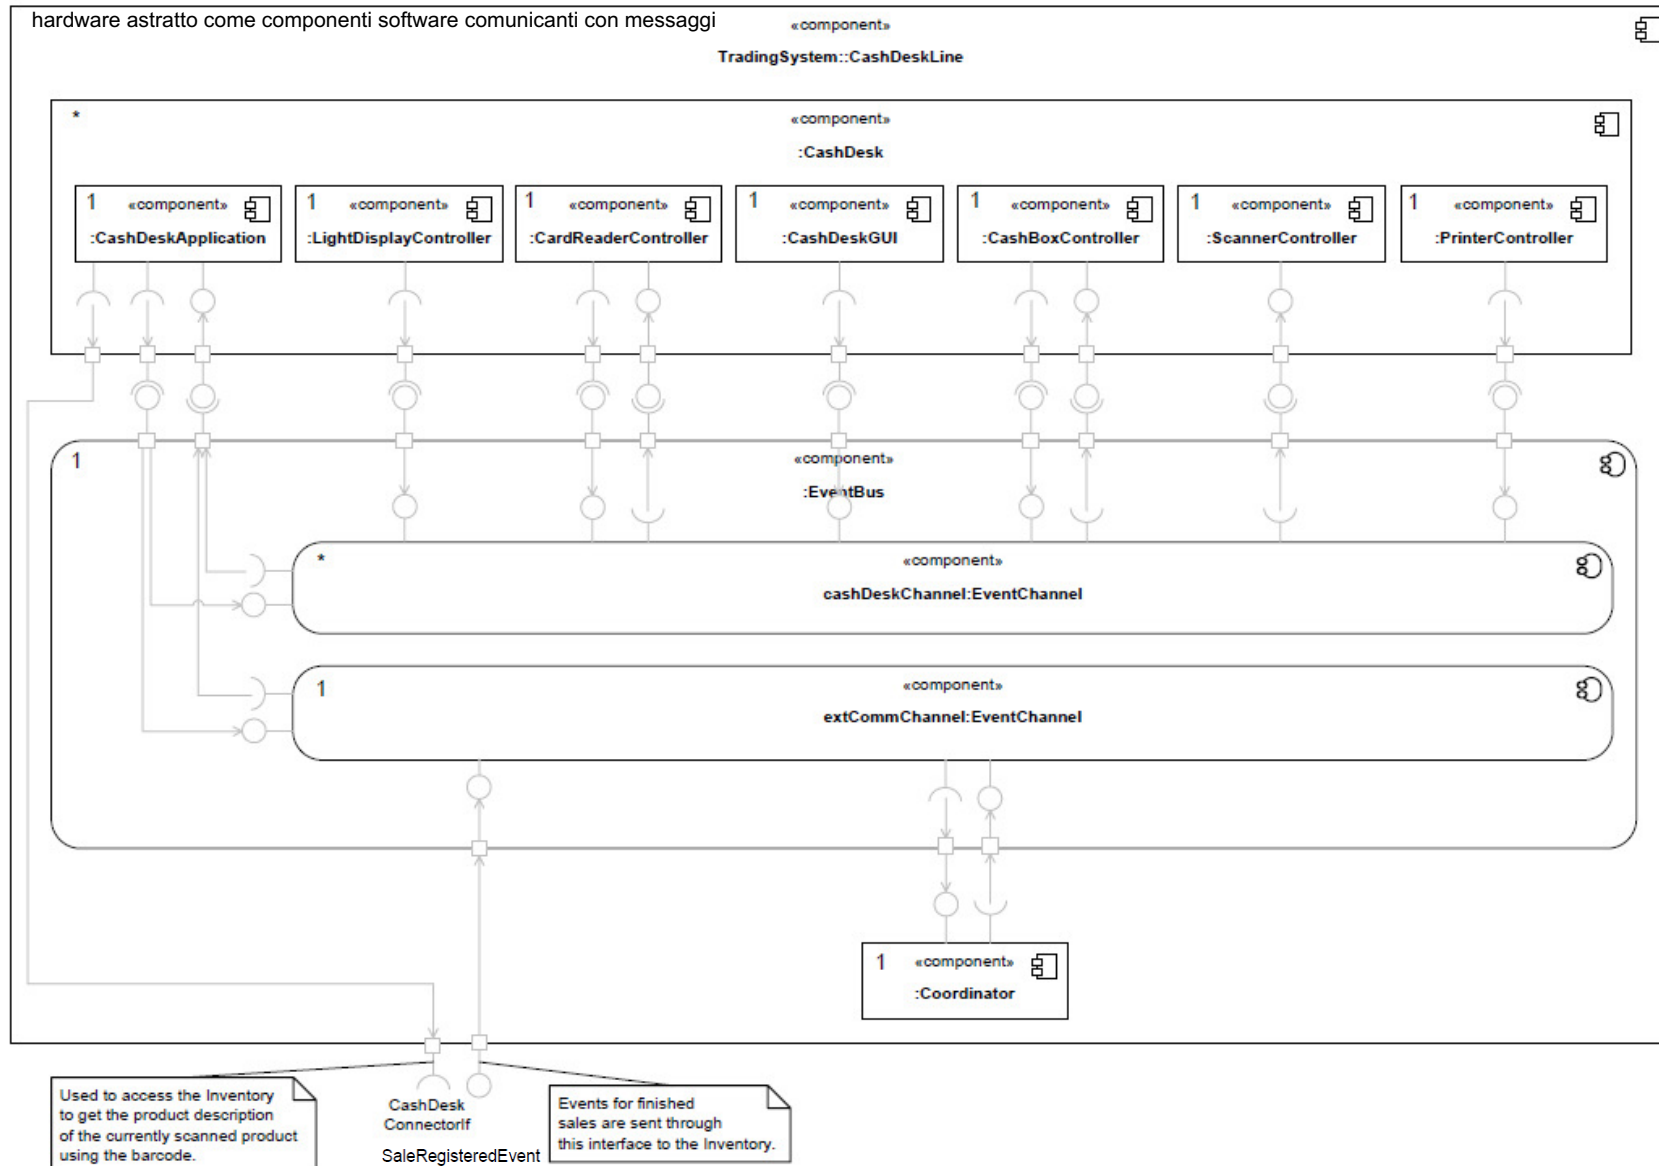 hardware astratto come componenti software comunicanti con messaggi
«component»
TradingSystem::CashDeskLine
*
«component»
:CashDesk
1 «component»
:CashDeskApplication
1 «component»
:LightDisplayController
1 «component»
:CardReaderController
1 «component»
:CashDeskGUI
1 «component»
:CashBoxController
1 «component»
:ScannerController
1 «component»
:PrinterController
1
«component»
:EventBus
*
«component»
cashDeskChannel:EventChannel
1
«component»
extCommChannel:EventChannel
1 «component»
:Coordinator
Used to access the Inventory
to get the product description
of the currently scanned product
using the barcode.
CashDesk
ConnectorIf
SaleRegisteredEvent
Events for finished
sales are sent through
this interface to the Inventory.